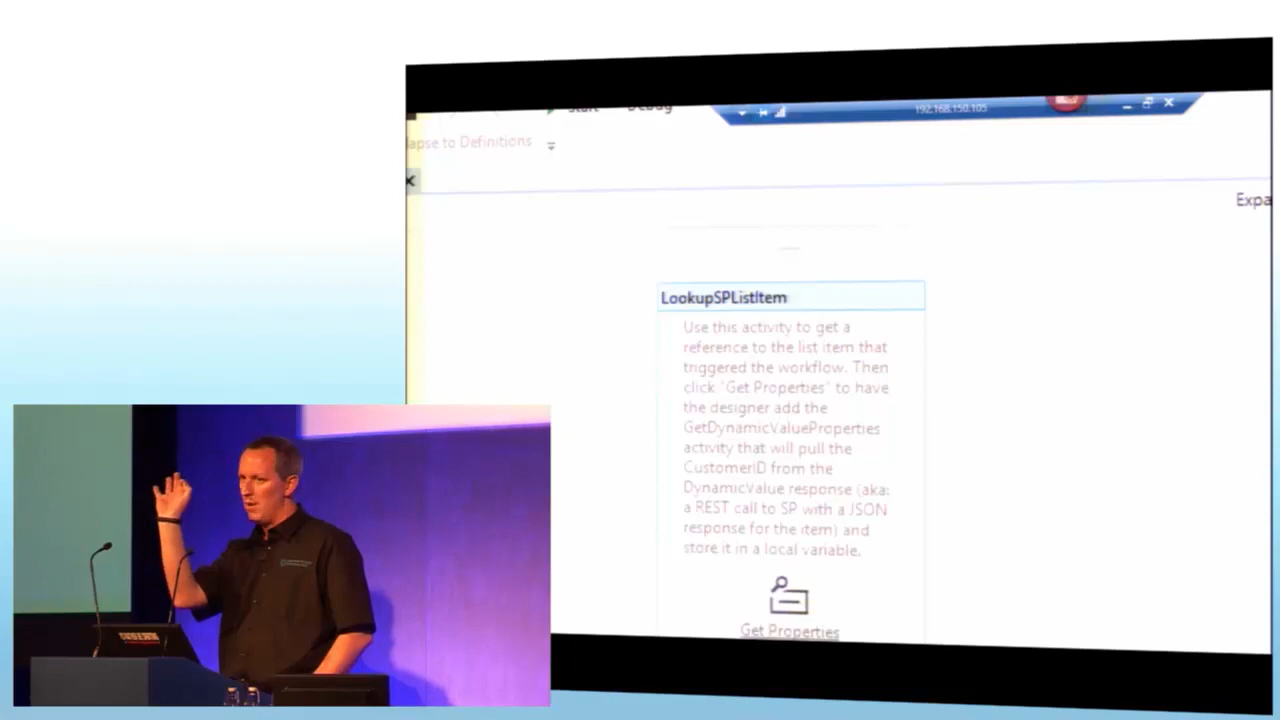 Start Debug
192.168.150.105
lapse to Definitions
Expa
LookupSPListItem
Use this activity to get a
reference to the list item that
triggered the workflow. Then
click 'Get Properties' to have
the designer add the
GetDynamicValueProperties
activity that will pull the
CustomerID from the
DynamicValue response (aka:
a REST call to SP with a JSON
response for the item) and
store it in a local variable.
Get Properties